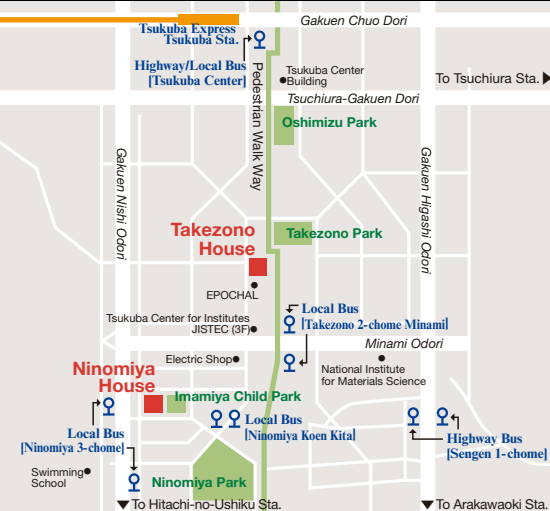 Gakuen Chuo Dori
Tsukuba Express
Tsukuba Sta.
Highway/Local Bus
[Tsukuba Center]
Tsukuba Center
Building
To Tsuchiura Sta.
Tsuchiura-Gakuen Dori
Pedestrian Walk Way
Oshimizu Park
Gakuen Nishi Odori
Gakuen Higashi Odori
Takezono
House
Takezono Park
EPOCHAL
Local Bus
[Takezono 2-chome Minami]
Tsukuba Center for Institutes
JISTEC (3F)
Minami Odori
Electric Shop
National Institute
for Materials Science
Ninomiya
House
Imamiya Child Park
Local Bus
[Ninomiya 3-chome]
Local Bus
[Ninomiya Koen Kita]
Highway Bus
[Sengen 1-chome]
Swimming
School
Ninomiya Park
To Hitachi-no-Ushiku Sta.
To Arakawaoki Sta.